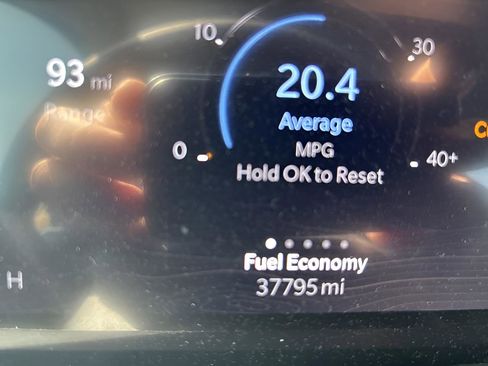 10
30
93 mi
Range
20.4
Average
0
MPG
40+
Hold OK to Reset
Fuel Economy
H
37795 mi